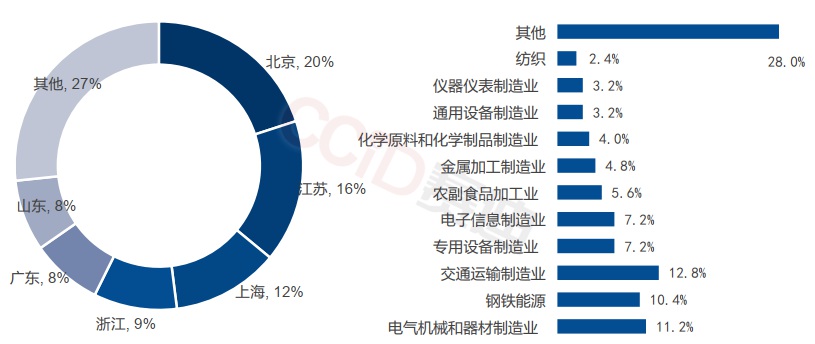 北京, 20%
江苏, 16%
上海, 12%
浙江, 9%
广东, 8%
山东, 8%
其他, 27%
CCID赛迪
其他 28.0%
纺织 2.4%
仪器仪表制造业 3.2%
通用设备制造业 3.2%
化学原料和化学制品制造业 4.0%
金属加工制造业 4.8%
农副食品加工业 5.6%
电子信息制造业 7.2%
专用设备制造业 7.2%
交通运输制造业 12.8%
钢铁能源 10.4%
电气机械和器材制造业 11.2%